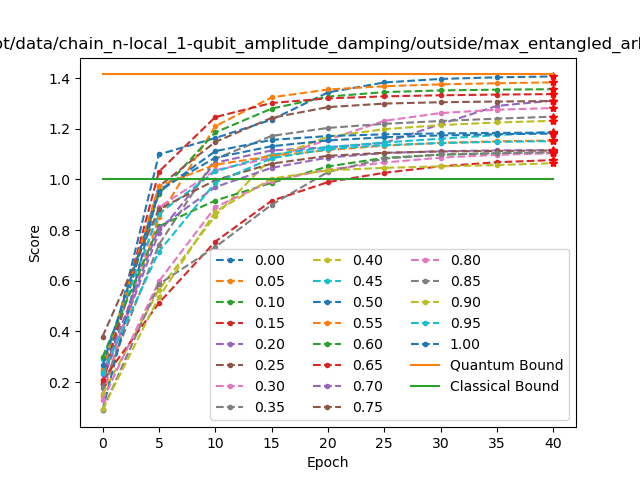 ot/data/chain_n-local_1-qubit_amplitude_damping/outside/max_entangled_arb
1.4
1.2
1.0
0.8
0.6
0.4
0.2
Score
0.00 0.40 0.80
0.05 0.45 0.85
0.10 0.50 0.90
0.15 0.55 0.95
0.20 0.60 1.00
0.25 0.65 Quantum Bound
0.30 0.70 Classical Bound
0.35 0.75
0 5 10 15 20 25 30 35 40
Epoch